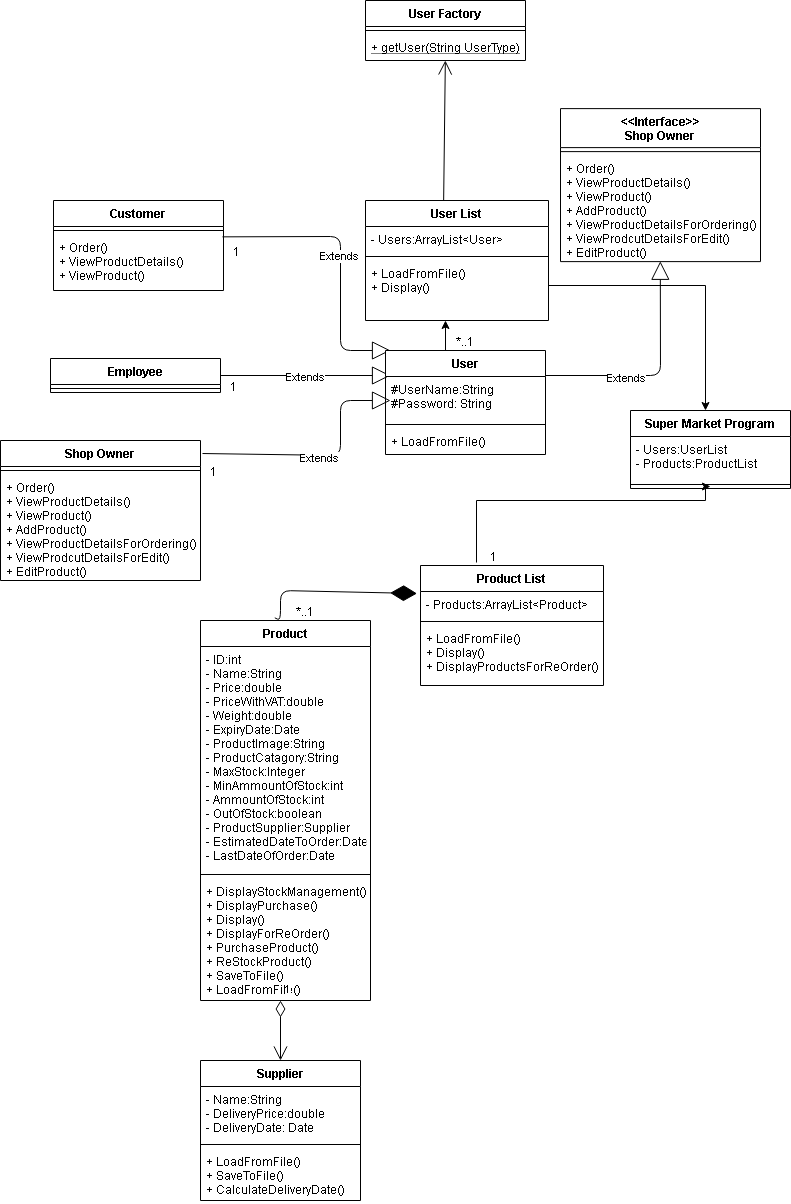 User Factory
+ getUser(String UserType)
<<Interface>>
Shop Owner
+ Order()
+ ViewProductDetails()
+ ViewProduct()
+ AddProduct()
+ ViewProductDetailsForOrdering()
+ ViewProdcutDetailsForEdit()
+ EditProduct()
Customer
+ Order()
+ ViewProductDetails()
+ ViewProduct()
1
Extends
User List
- Users:ArrayList<User>
+ LoadFromFile()
+ Display()
*..1
User
#UserName:String
#Password: String
+ LoadFromFile()
Extends
Employee
1
Extends
Super Market Program
- Users:UserList
- Products:ProductList
Shop Owner
+ Order()
+ ViewProductDetails()
+ ViewProduct()
+ AddProduct()
+ ViewProductDetailsForOrdering()
+ ViewProdcutDetailsForEdit()
+ EditProduct()
1
Extends
1
Product List
- Products:ArrayList<Product>
+ LoadFromFile()
+ Display()
+ DisplayProductsForReOrder()
*..1
Product
- ID:int
- Name:String
- Price:double
- PriceWithVAT:double
- Weight:double
- ExpiryDate:Date
- ProductImage:String
- ProductCatagory:String
- MaxStock:Integer
- MinAmmountOfStock:int
- AmmountOfStock:int
- OutOfStock:boolean
- ProductSupplier:Supplier
- EstimatedDateToOrder:Date
- LastDateOfOrder:Date
+ DisplayStockManagement()
+ DisplayPurchase()
+ Display()
+ DisplayForReOrder()
+ PurchaseProduct()
+ ReStockProduct()
+ SaveToFile()
+ LoadFromFile()
Supplier
- Name:String
- DeliveryPrice:double
- DeliveryDate: Date
+ LoadFromFile()
+ SaveToFile()
+ CalculateDeliveryDate()